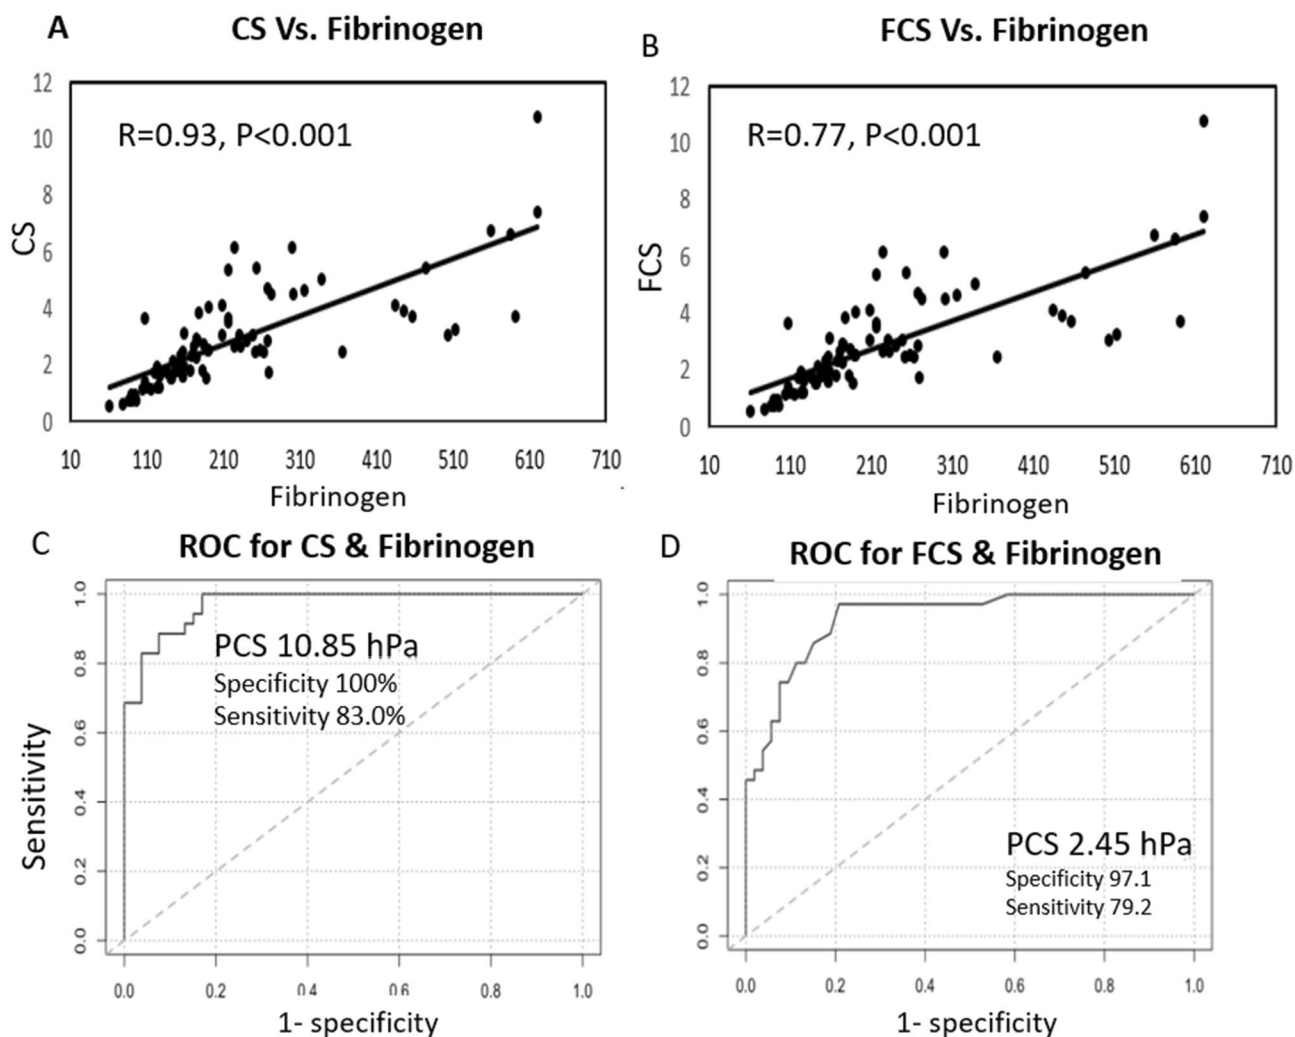 A
CS Vs. Fibrinogen
R=0.93, P<0.001
CS
12
10
8
6
4
2
0
10 110 210 310 410 510 610 710
Fibrinogen
B
FCS Vs. Fibrinogen
R=0.77, P<0.001
FCS
12
10
8
6
4
2
0
10 110 210 310 410 510 610 710
Fibrinogen
C
ROC for CS & Fibrinogen
PCS 10.85 hPa
Specificity 100%
Sensitivity 83.0%
Sensitivity
1.0
0.8
0.6
0.4
0.2
0.0
0.0 0.2 0.4 0.6 0.8 1.0
1- specificity
D
ROC for FCS & Fibrinogen
PCS 2.45 hPa
Specificity 97.1
Sensitivity 79.2
1.0
0.8
0.6
0.4
0.2
0.0
0.0 0.2 0.4 0.6 0.8 1.0
1- specificity